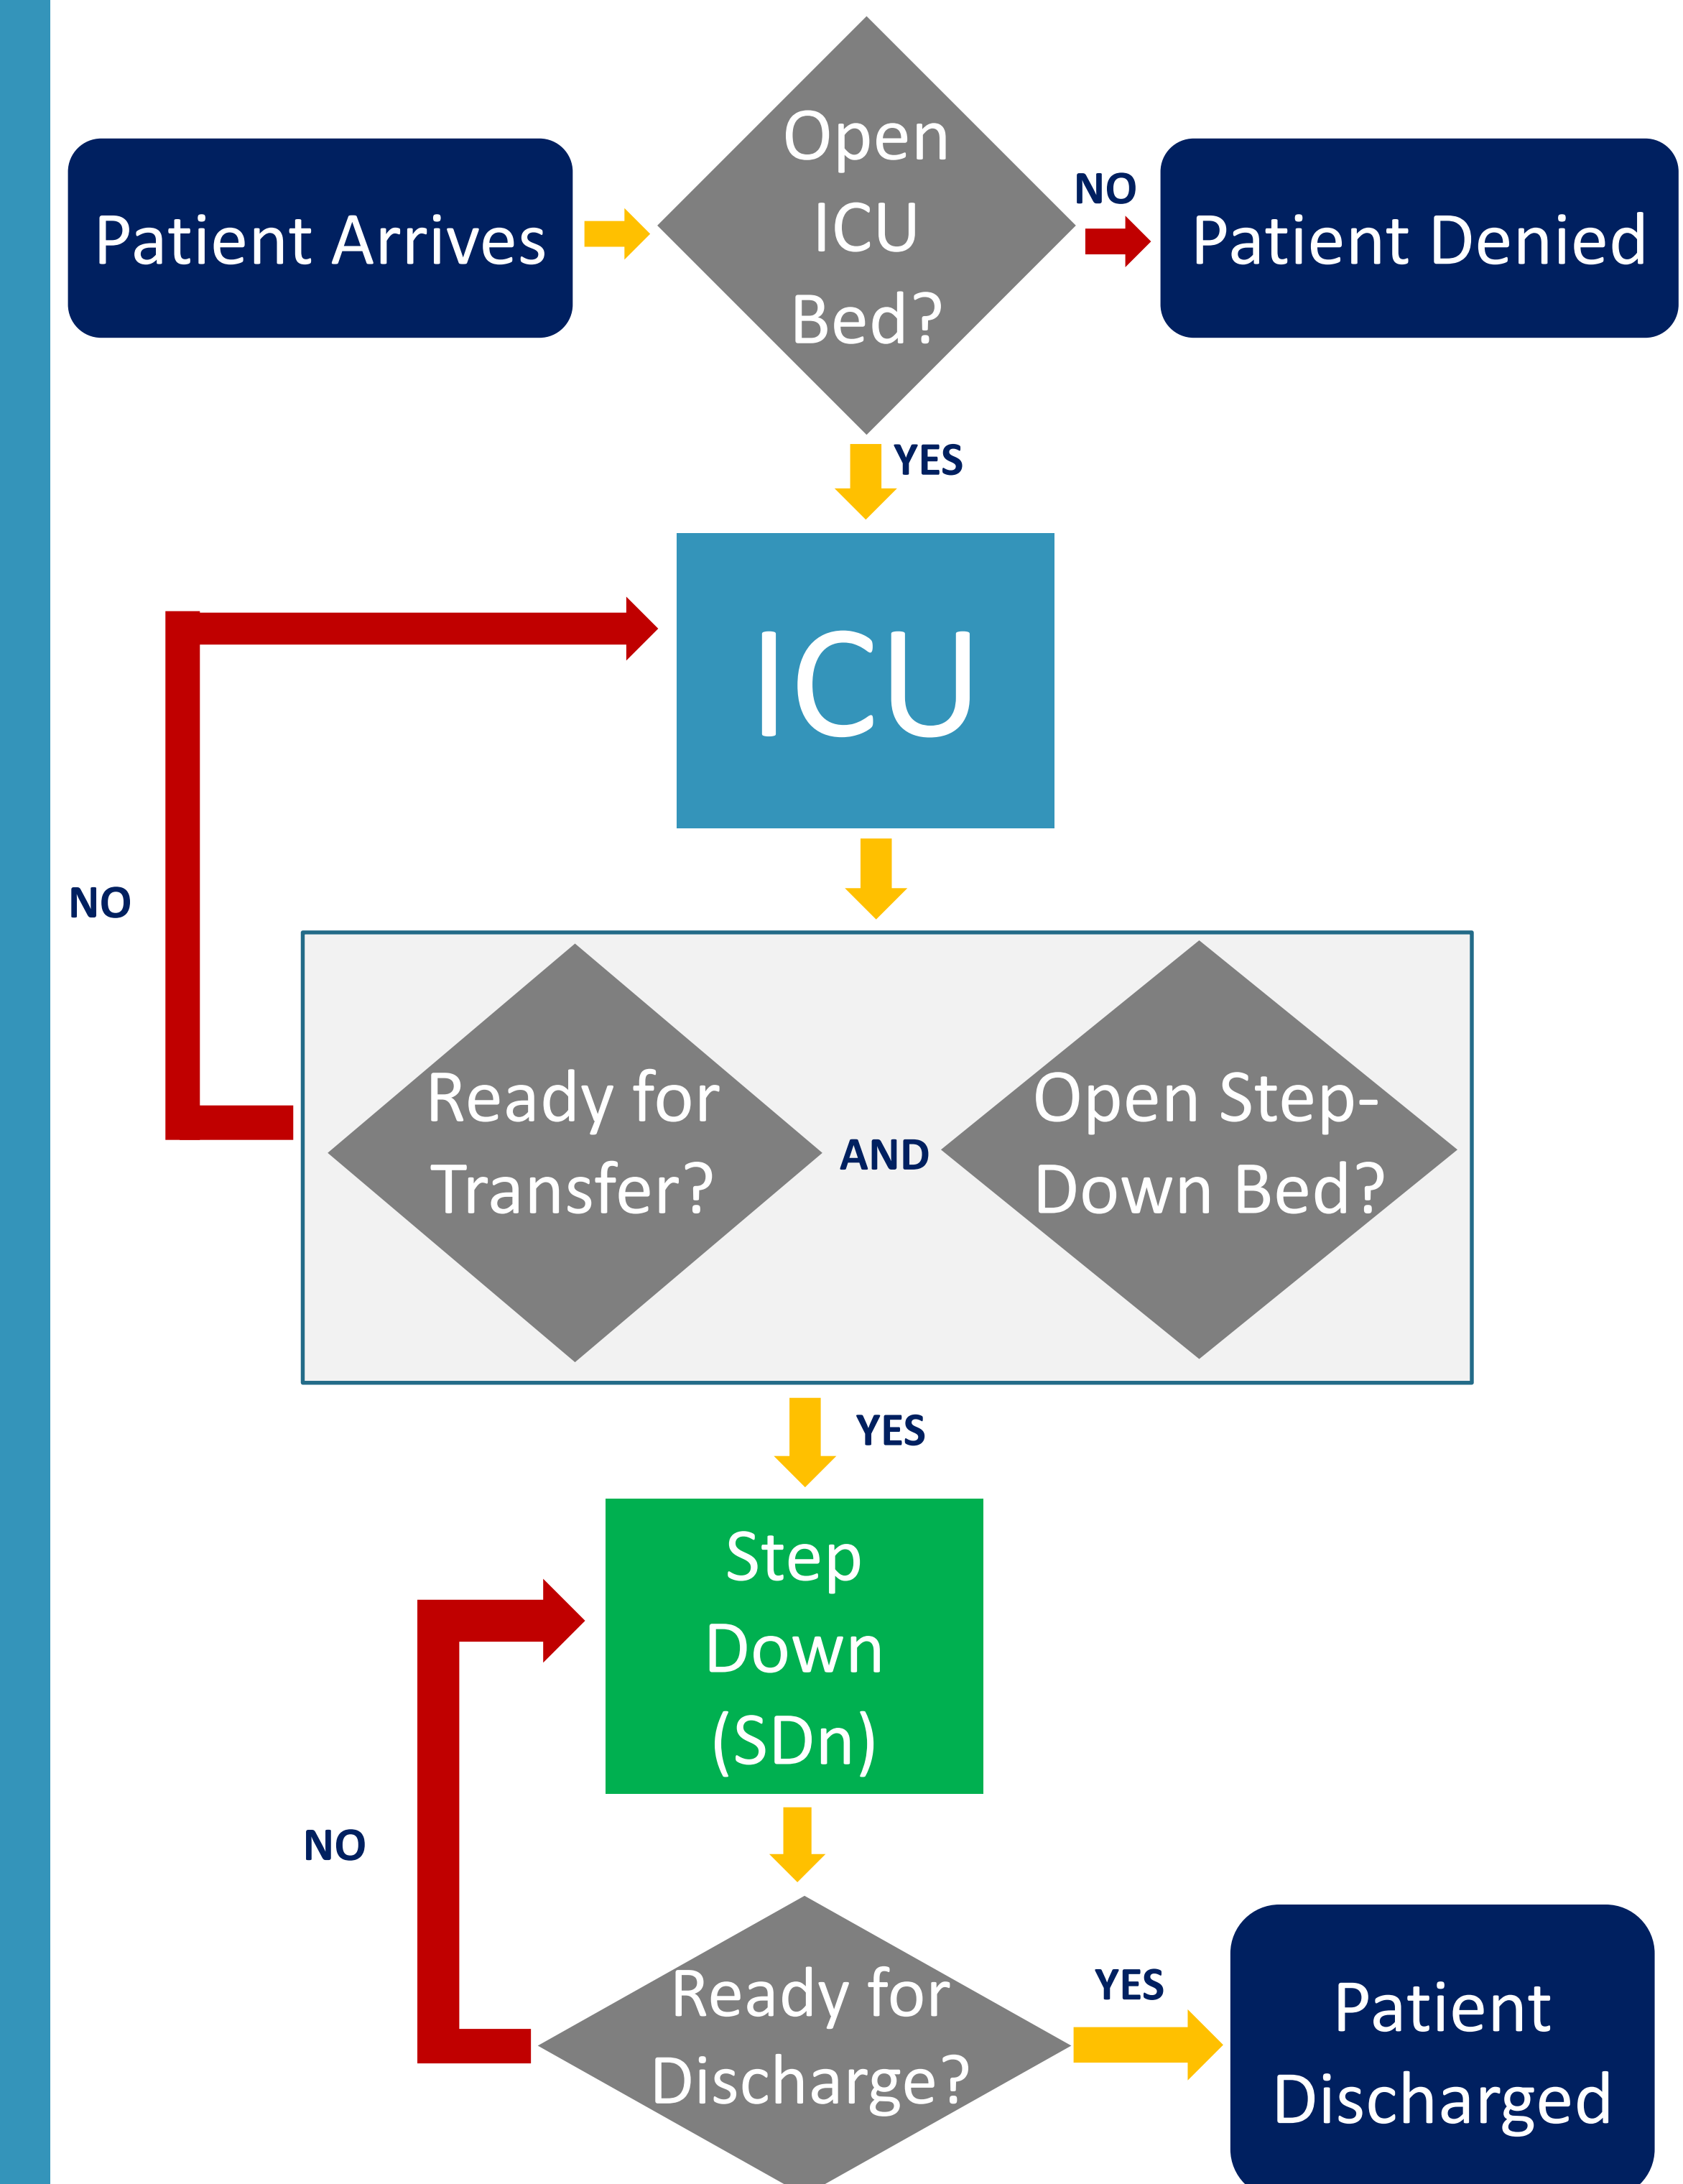 Patient Arrives
Open
ICU
Bed?
NO
Patient Denied
YES
ICU
NO
Ready for
Transfer?
AND
Open Step-
Down Bed?
YES
Step
Down
(SDn)
NO
Ready for
Discharge?
YES
Patient
Discharged